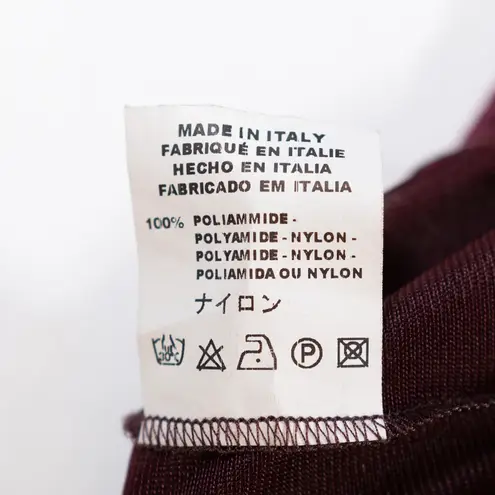 MADE IN ITALY
FABRIQUÉ EN ITALIE
HECHO EN ITALIA
FABRICADO EM ITALIA
100% POLIAMMIDE -
POLYAMIDE - NYLON -
POLYAMIDE - NYLON -
POLIAMIDA OU NYLON
ナイロン
P